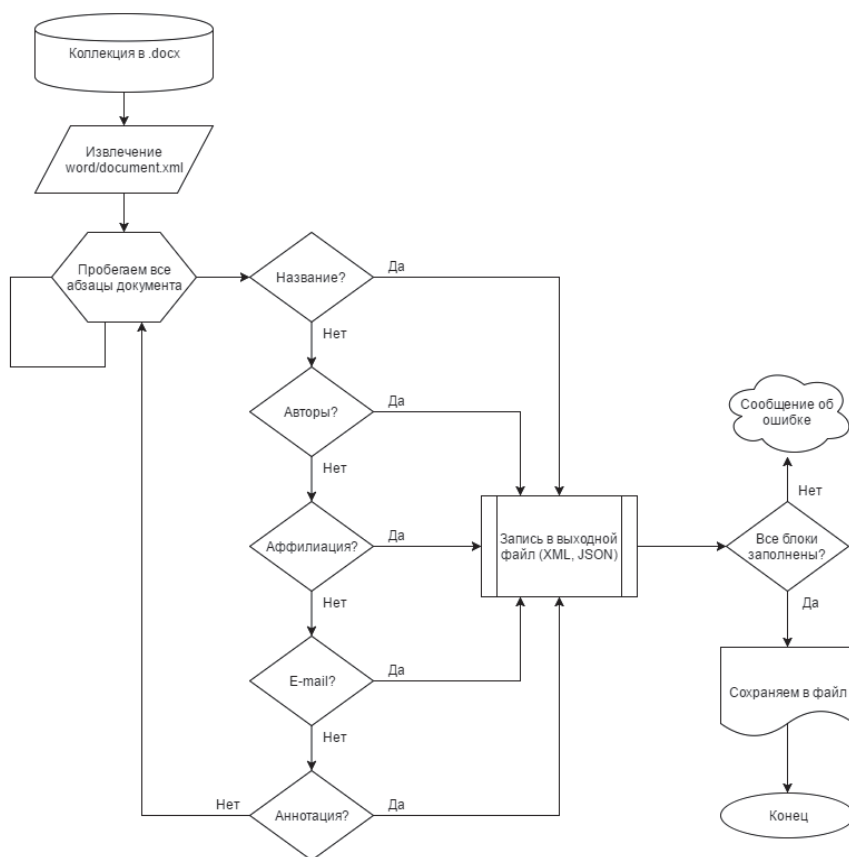 Коллекция в .docx
Извлечение
word/document.xml
Пробегаем все
абзацы документа
Название?
Да
Нет
Авторы?
Да
Нет
Аффилиация?
Да
Нет
E-mail?
Да
Нет
Аннотация?
Да
Нет
Запись в выходной
файл (XML, JSON)
Сообщение об
ошибке
Нет
Все блоки
заполнены?
Да
Сохраняем в файл
Конец